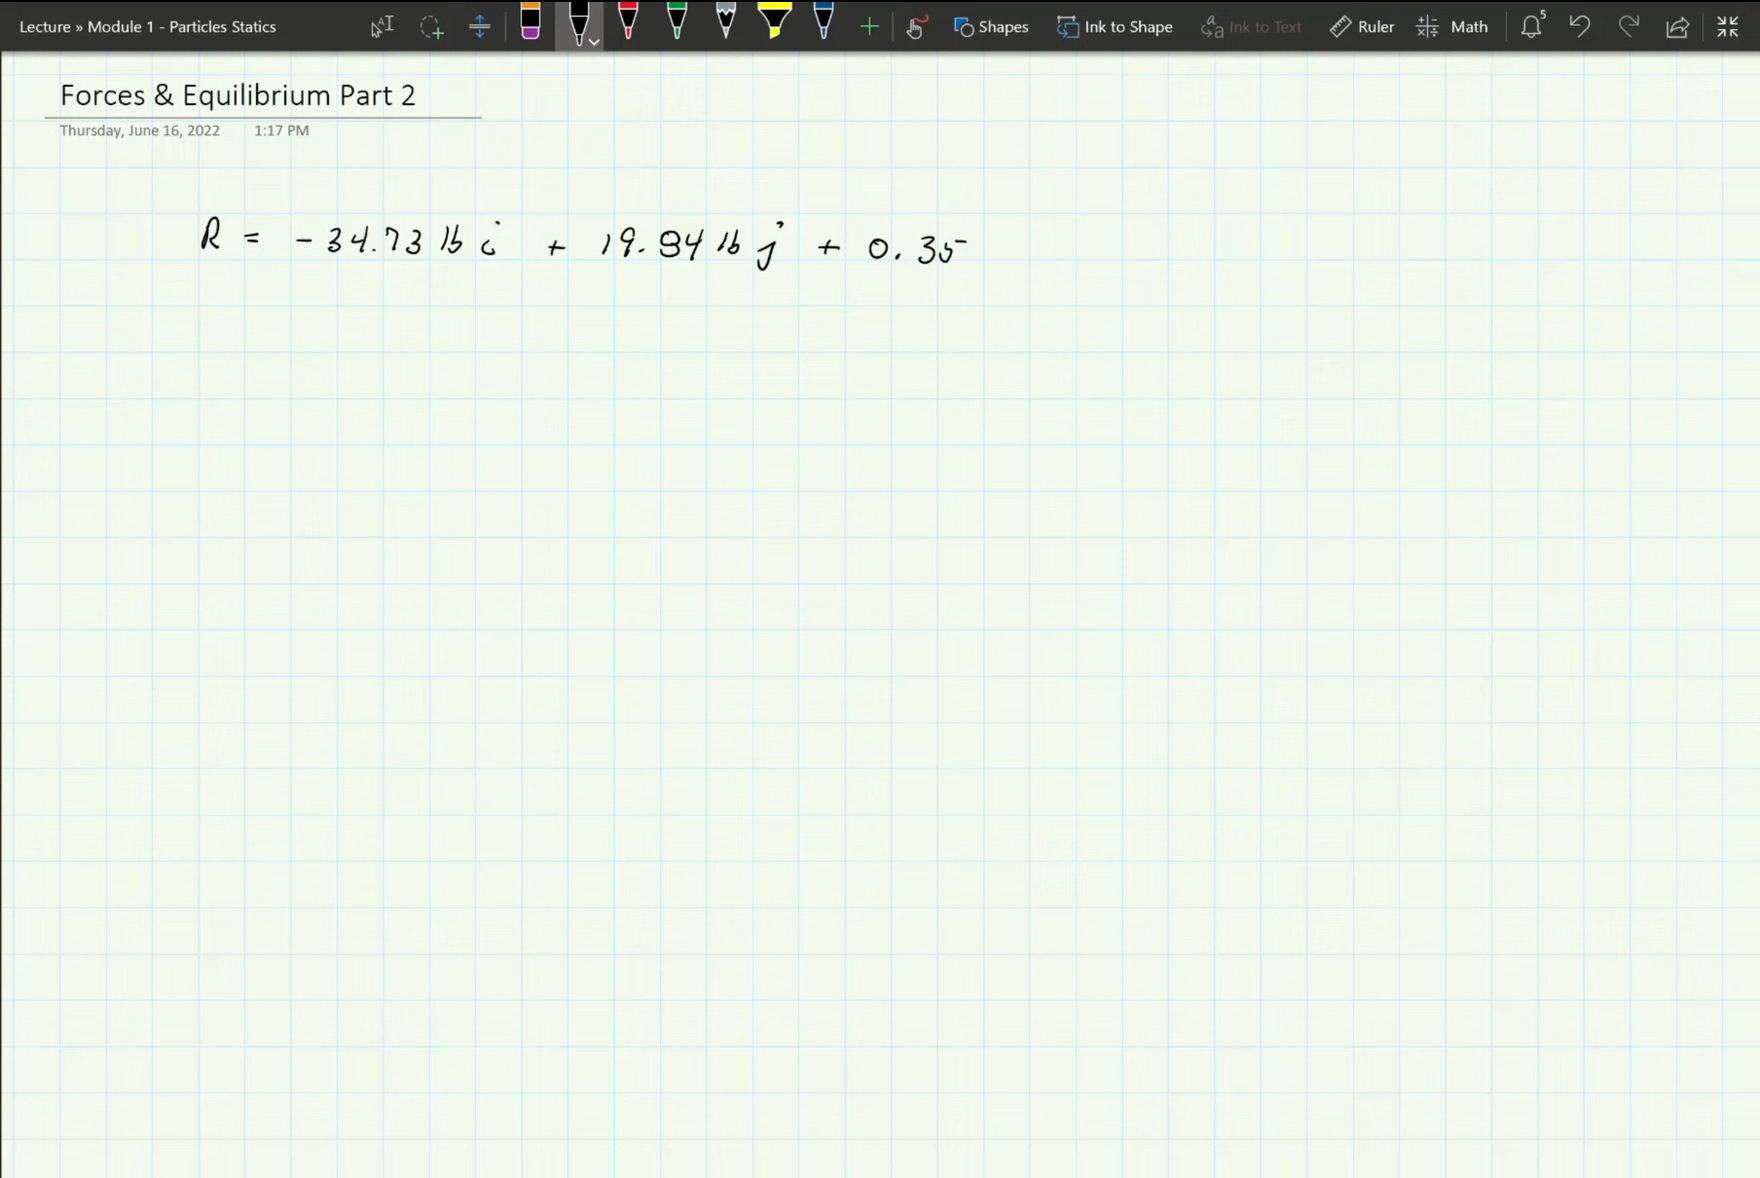 Lecture » Module 1 - Particles Statics Shapes Ink to Shape Ink to Text Ruler Math 5
Forces & Equilibrium Part 2
Thursday, June 16, 2022 1:17 PM
R = - 34.73 lb i + 19.84 lb j + 0.35